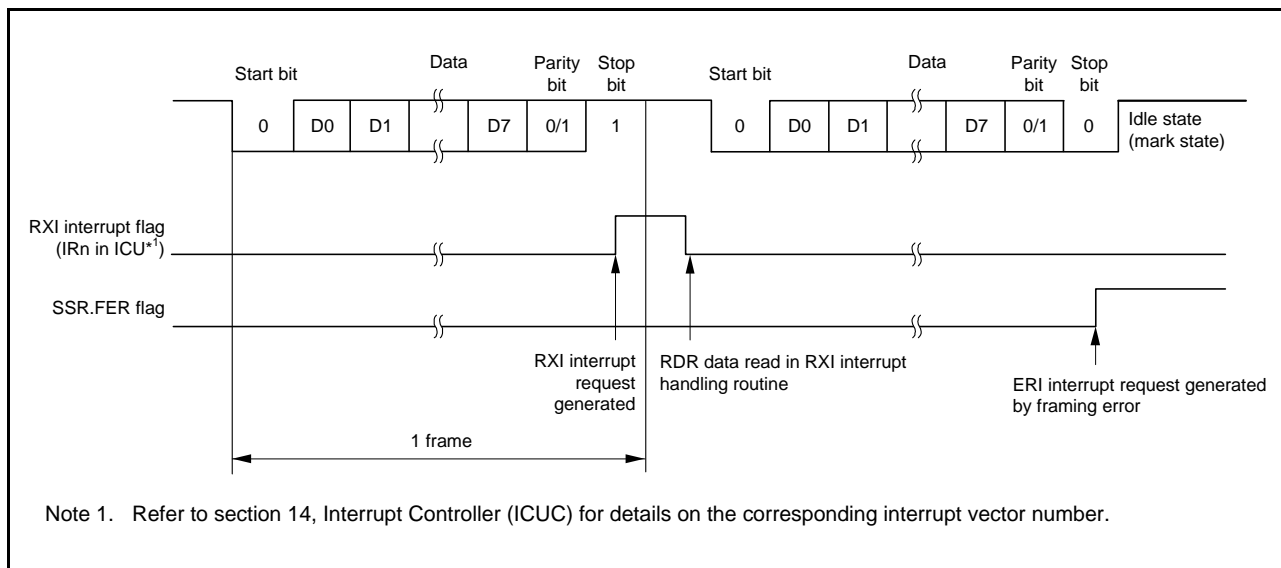 Start bit Data Parity bit Stop bit Start bit Data Parity bit Stop bit
0 D0 D1 D7 0/1 1 0 D0 D1 D7 0/1 0
Idle state
(mark state)
RXI interrupt flag
(IRn in ICU*1)
SSR.FER flag
RXI interrupt
request
generated
RDR data read in RXI interrupt
handling routine
ERI interrupt request generated
by framing error
1 frame
Note 1. Refer to section 14, Interrupt Controller (ICUC) for details on the corresponding interrupt vector number.